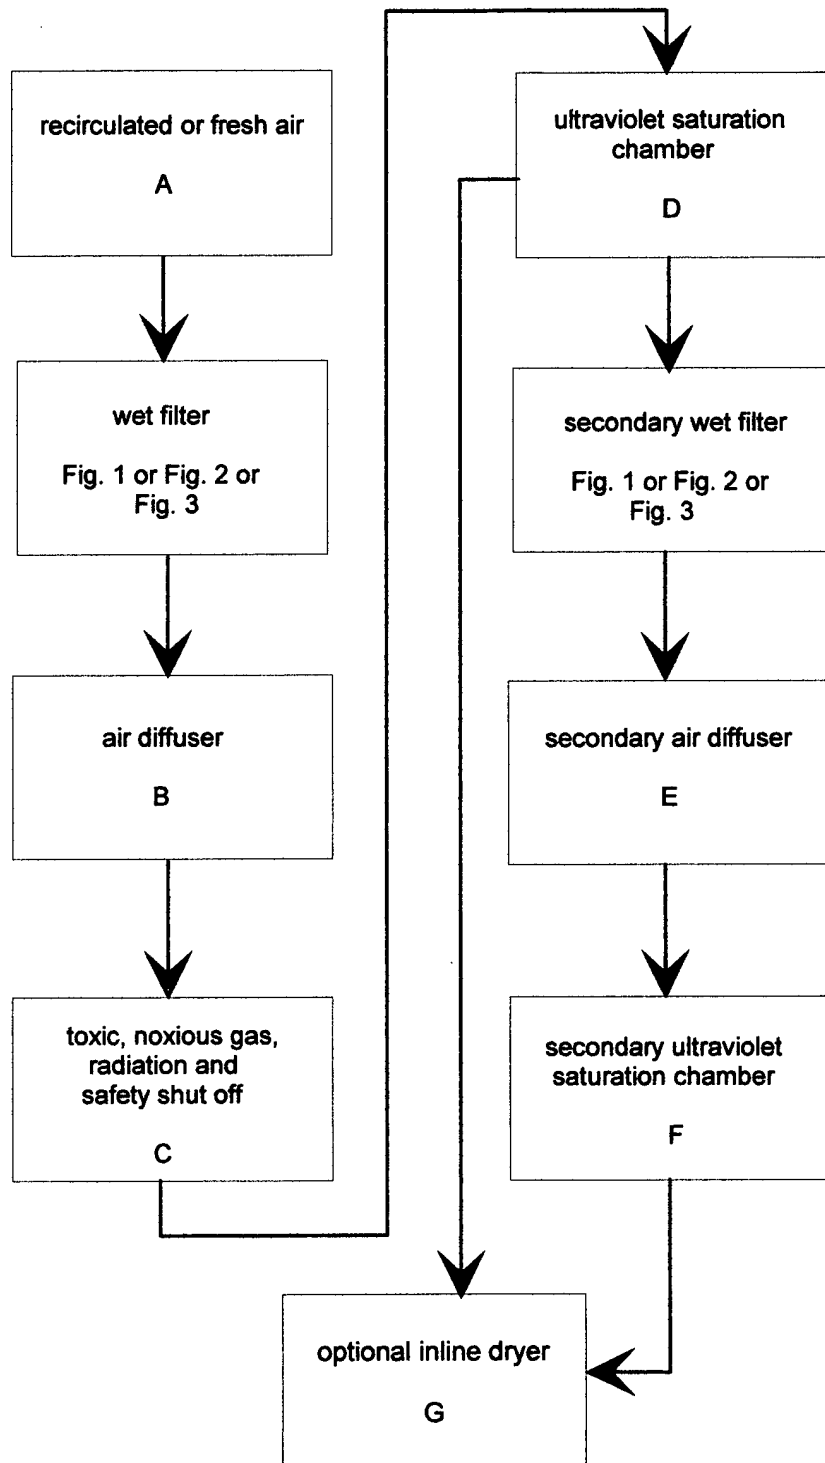 recirculated or fresh air
A
wet filter
Fig. 1 or Fig. 2 or
Fig. 3
air diffuser
B
toxic, noxious gas,
radiation and
safety shut off
C
ultraviolet saturation
chamber
D
secondary wet filter
Fig. 1 or Fig. 2 or
Fig. 3
secondary air diffuser
E
secondary ultraviolet
saturation chamber
F
optional inline dryer
G